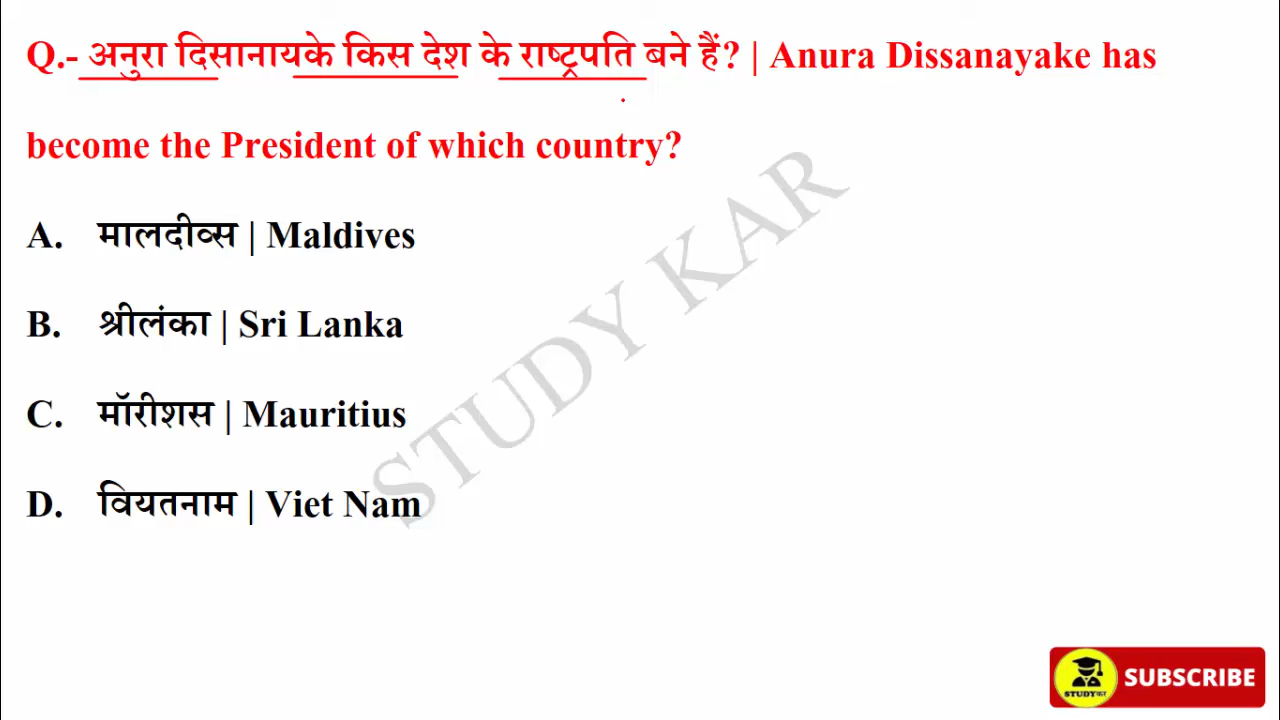 Q.- अनुरा दिसानायके किस देश के राष्ट्रपति बने हैं? | Anura Dissanayake has
become the President of which country?
A. मालदीव्स | Maldives
B. श्रीलंका | Sri Lanka
C. मॉरीशस | Mauritius
D. वियतनाम | Viet Nam
STUDY KAR
STUDYकर
SUBSCRIBE